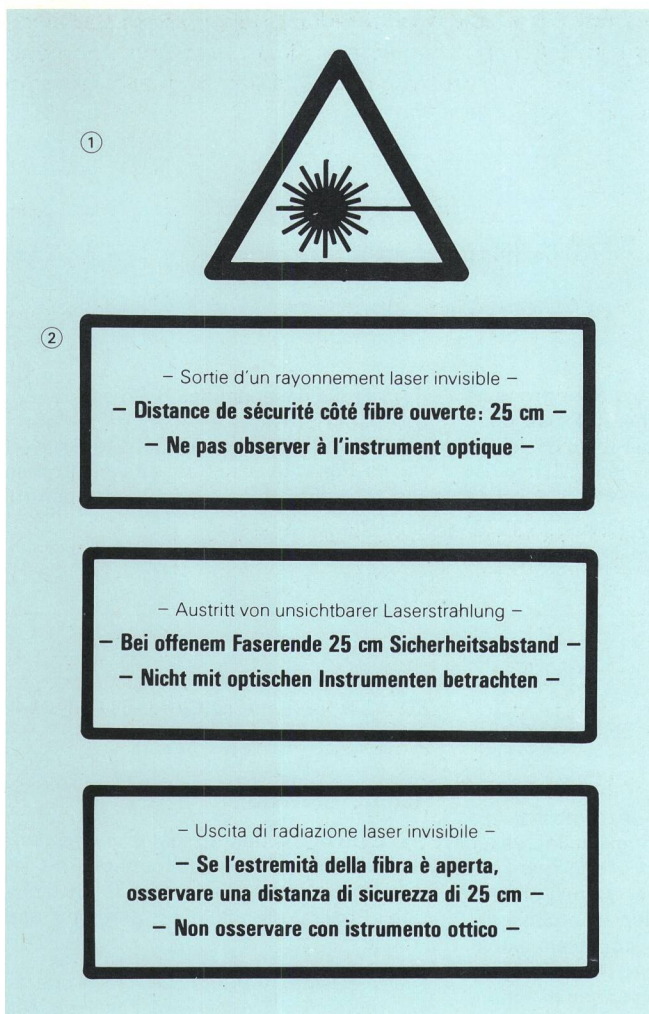 ①
②
– Sortie d'un rayonnement laser invisible –
– Distance de sécurité côté fibre ouverte: 25 cm –
– Ne pas observer à l'instrument optique –
– Austritt von unsichtbarer Laserstrahlung –
– Bei offenem Faserende 25 cm Sicherheitsabstand –
– Nicht mit optischen Instrumenten betrachten –
– Uscita di radiazione laser invisibile –
– Se l'estremità della fibra è aperta,
osservare una distanza di sicurezza di 25 cm –
– Non osservare con istrumento ottico –